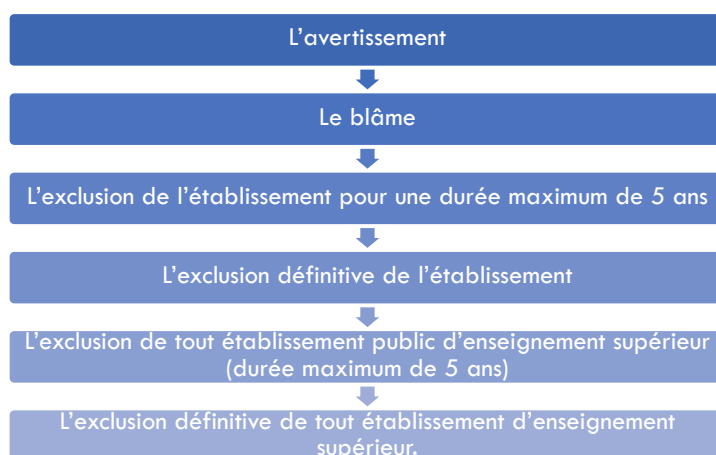 L'avertissement
Le blâme
L'exclusion de l'établissement pour une durée maximum de 5 ans
L'exclusion définitive de l'établissement
L'exclusion de tout établissement public d'enseignement supérieur
(durée maximum de 5 ans)
L'exclusion définitive de tout établissement d'enseignement
supérieur.